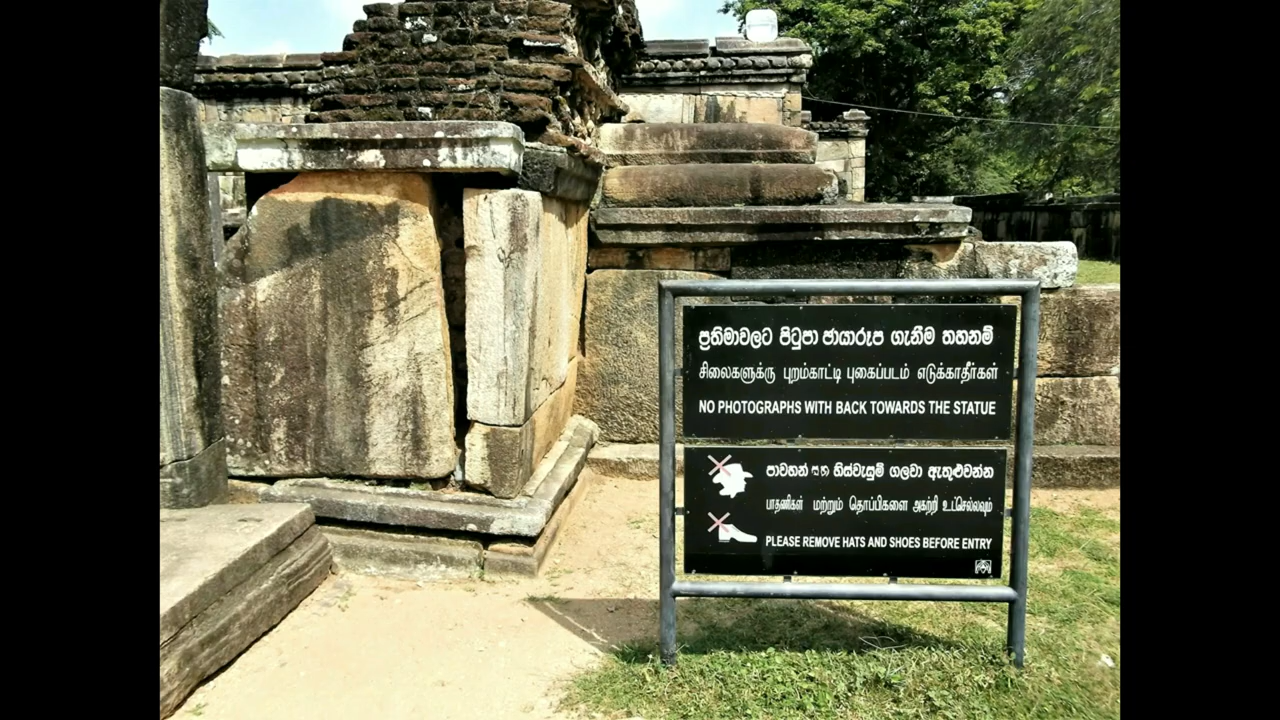 ප්‍රතිමාවලට පිටුපා ඡායාරූප ගැනීම තහනම්
சிலைகளுக்கு புறம்காட்டி புகைப்படம் எடுக்காதீர்கள்
NO PHOTOGRAPHS WITH BACK TOWARDS THE STATUE
පාවහන් සහ හිස්වැසුම් ගලවා ඇතුළුවන්න
பாதணிகள் மற்றும் தொப்பிகளை அகற்றி உட்செல்லவும்
PLEASE REMOVE HATS AND SHOES BEFORE ENTRY